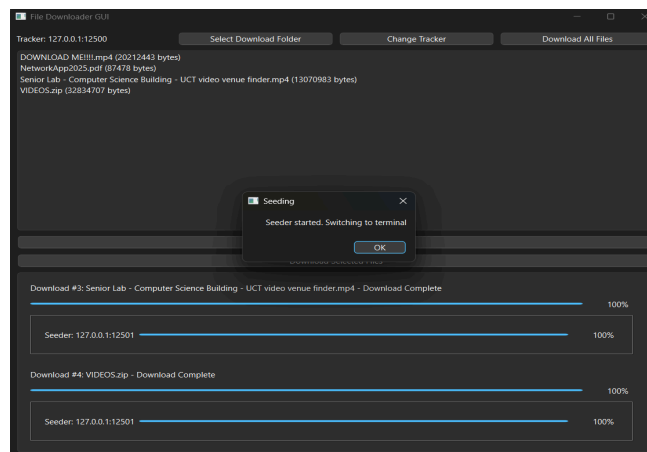 File Downloader GUI
Tracker: 127.0.0.1:12500
Select Download Folder
Change Tracker
Download All Files
DOWNLOAD ME!!!!.mp4 (20212443 bytes)
NetworkApp2025.pdf (87478 bytes)
Senior Lab - Computer Science Building - UCT video venue finder.mp4 (13070983 bytes)
VIDEOS.zip (32834707 bytes)
Seeding
Seeder started. Switching to terminal
OK
Download Selected Files
Download #3: Senior Lab - Computer Science Building - UCT video venue finder.mp4 - Download Complete
100%
Seeder: 127.0.0.1:12501
100%
Download #4: VIDEOS.zip - Download Complete
100%
Seeder: 127.0.0.1:12501
100%